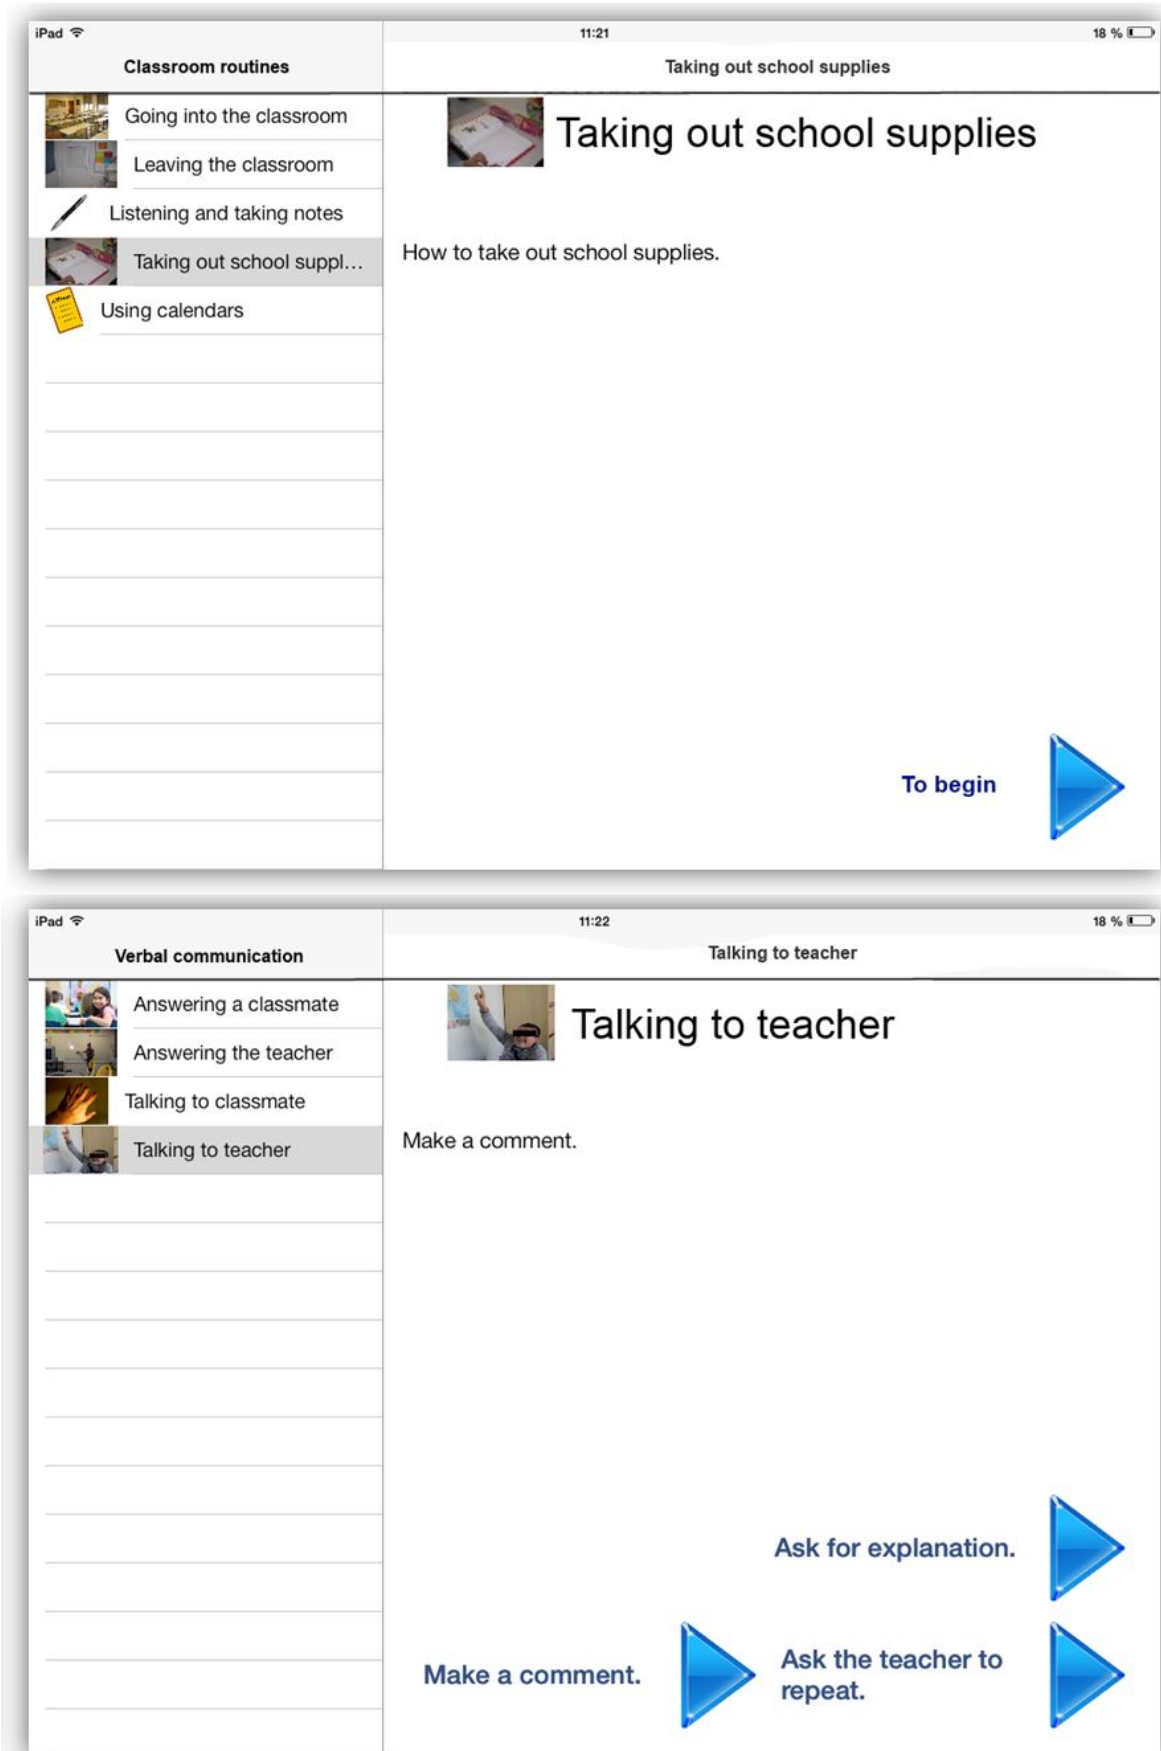 iPad 11:21 18 %
Classroom routines
Taking out school supplies
Going into the classroom
Leaving the classroom
Listening and taking notes
Taking out school suppl...
Using calendars
Taking out school supplies
How to take out school supplies.
To begin
iPad 11:22 18 %
Verbal communication
Talking to teacher
Answering a classmate
Answering the teacher
Talking to classmate
Talking to teacher
Talking to teacher
Make a comment.
Ask for explanation.
Make a comment.
Ask the teacher to
repeat.